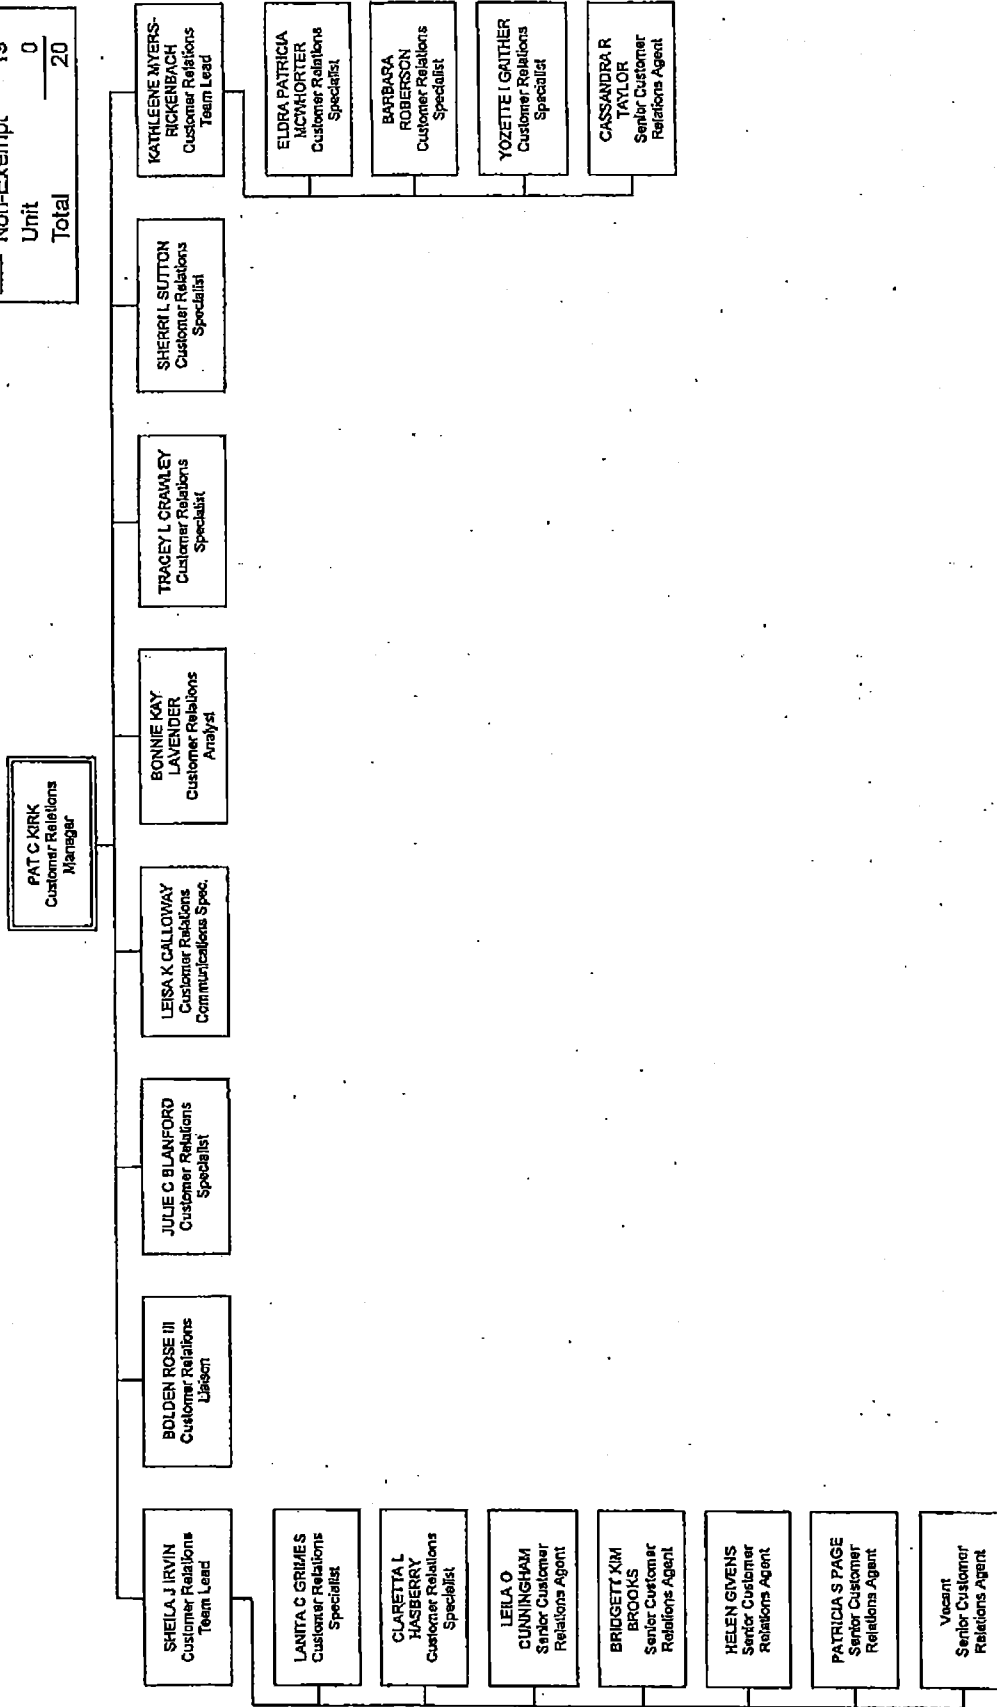 Non-Exempt 19
Unit 0
Total 20
PAT C KIRK
Customer Relations
Manager
SHEILA J IRVIN
Customer Relations
Team Lead
BOLDEN ROSE III
Customer Relations
Liaison
JULIE C BLANFORD
Customer Relations
Specialist
LEISA K CALLOWAY
Customer Relations
Communications Spec.
BONNIE KAY
LAVENDER
Customer Relations
Analyst
TRACEY L CRAWLEY
Customer Relations
Specialist
SHERRI L SUTTON
Customer Relations
Specialist
KATHLEENE MYERS-
RICKENBACH
Customer Relations
Team Lead
LANITA C GRIMES
Customer Relations
Specialist
CLARETTA L
HASBERRY
Customer Relations
Specialist
LEILA O
CUNNINGHAM
Senior Customer
Relations Agent
BRIDGETT KIM
BROOKS
Senior Customer
Relations Agent
HELEN GIVENS
Senior Customer
Relations Agent
PATRICIA S PAGE
Senior Customer
Relations Agent
Vacant
Senior Customer
Relations Agent
ELDRA PATRICIA
MCWHORTER
Customer Relations
Specialist
BARBARA
ROBERSON
Customer Relations
Specialist
YOZETTE I GAITHER
Customer Relations
Specialist
CASSANDRA R
TAYLOR
Senior Customer
Relations Agent